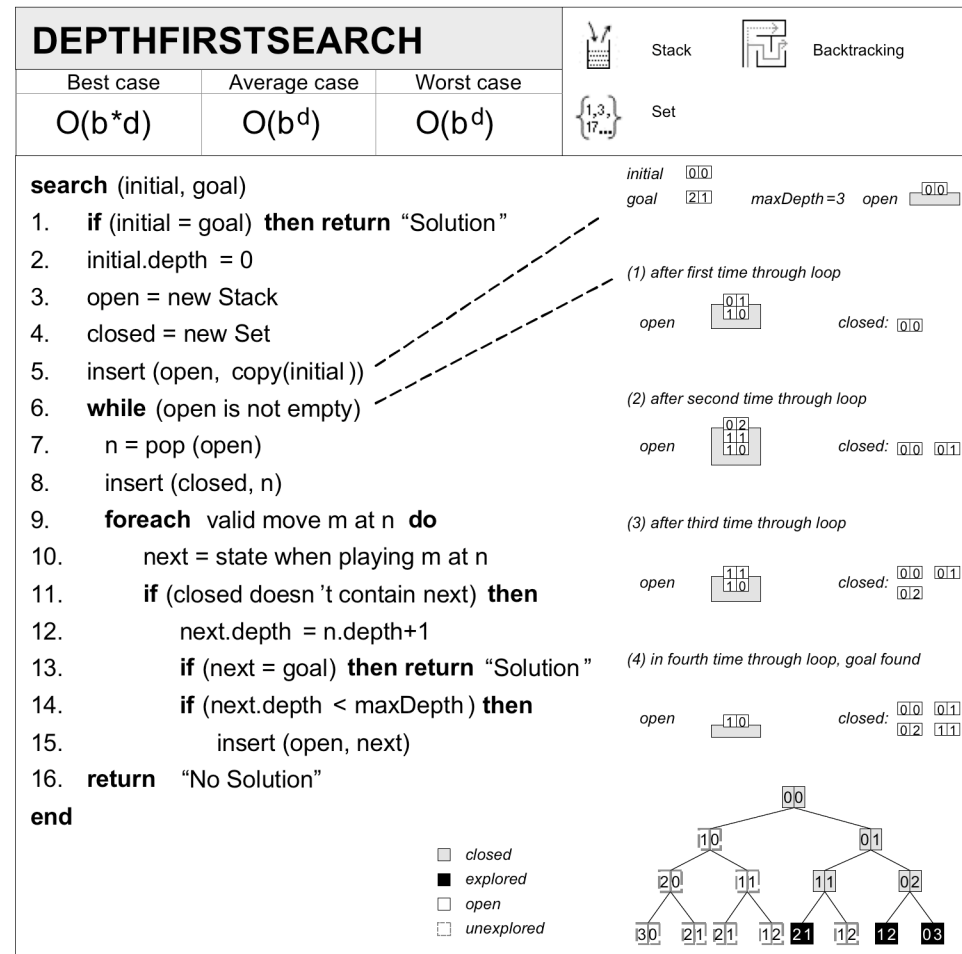 DEPTHFIRSTSEARCH
Best case Average case Worst case
O(b*d) O(b^d) O(b^d)
Stack Backtracking
{1,3,
17...}
Set
search (initial, goal)
1. if (initial = goal) then return “Solution”
2. initial.depth = 0
3. open = new Stack
4. closed = new Set
5. insert (open, copy(initial))
6. while (open is not empty)
7. n = pop (open)
8. insert (closed, n)
9. foreach valid move m at n do
10. next = state when playing m at n
11. if (closed doesn’t contain next) then
12. next.depth = n.depth+1
13. if (next = goal) then return “Solution”
14. if (next.depth < maxDepth) then
15. insert (open, next)
16. return “No Solution”
end
initial 0 0
goal 2 1 maxDepth=3 open 0 0
(1) after first time through loop
0 1
open 1 0 closed: 0 0
(2) after second time through loop
0 2
open 1 1 closed: 0 0 0 1
1 0
(3) after third time through loop
1 1 0 0 0 1
open 1 0 closed:
0 2
(4) in fourth time through loop, goal found
0 0 0 1
open 1 0 closed:
0 2 1 1
closed
explored
open
unexplored
0 0
1 0 0 1
2 0 1 1 1 1 0 2
3 0 2 1 2 1 1 2 2 1 1 2 1 2 0 3